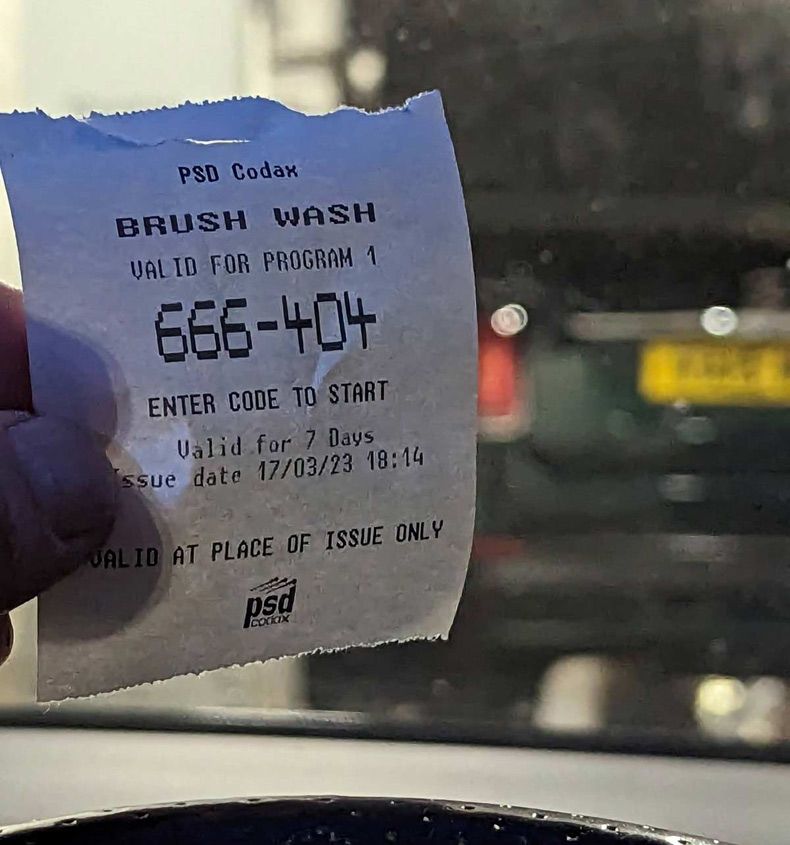 PSD Codax
BRUSH WASH
VALID FOR PROGRAM 1
666-404
ENTER CODE TO START
Valid for 7 Days
Issue date 17/03/23 18:14
VALID AT PLACE OF ISSUE ONLY
psd
codax